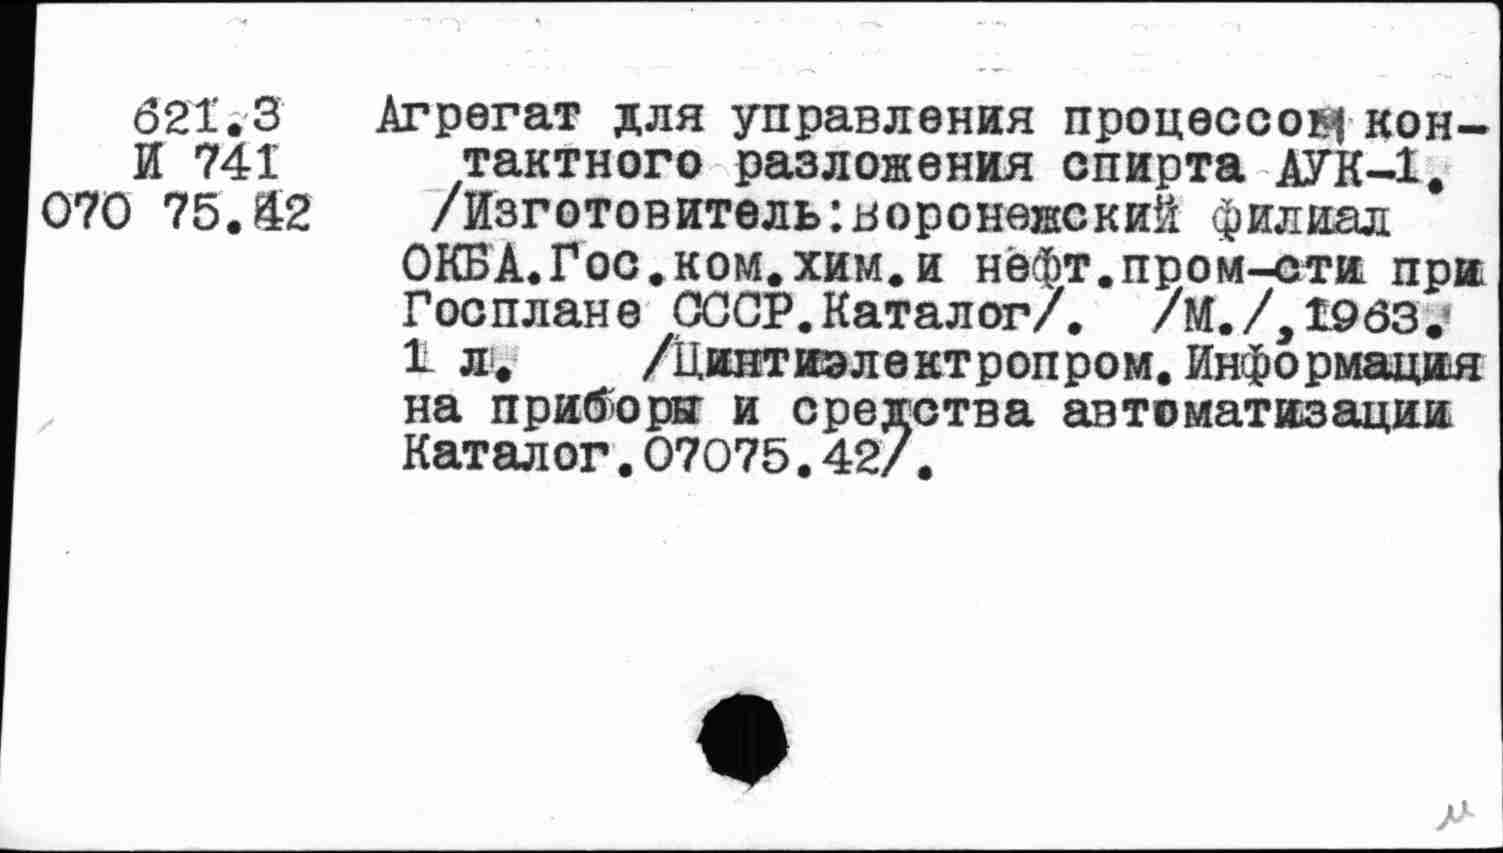 621.3 Агрегат для управления процессом кон-
И 741 тактного разложения спирта АУК-1.
070 75.42 /Изготовитель:воронежский филиал
ОКБА.Гос.ком.хим.и нефт.пром-сти при
Госплане СССР.Каталог/. /М./,1963.
1 л. /Цинтиэлектропром.Информация
на приборы и средства автоматизации
Каталог.07075.42/.
и